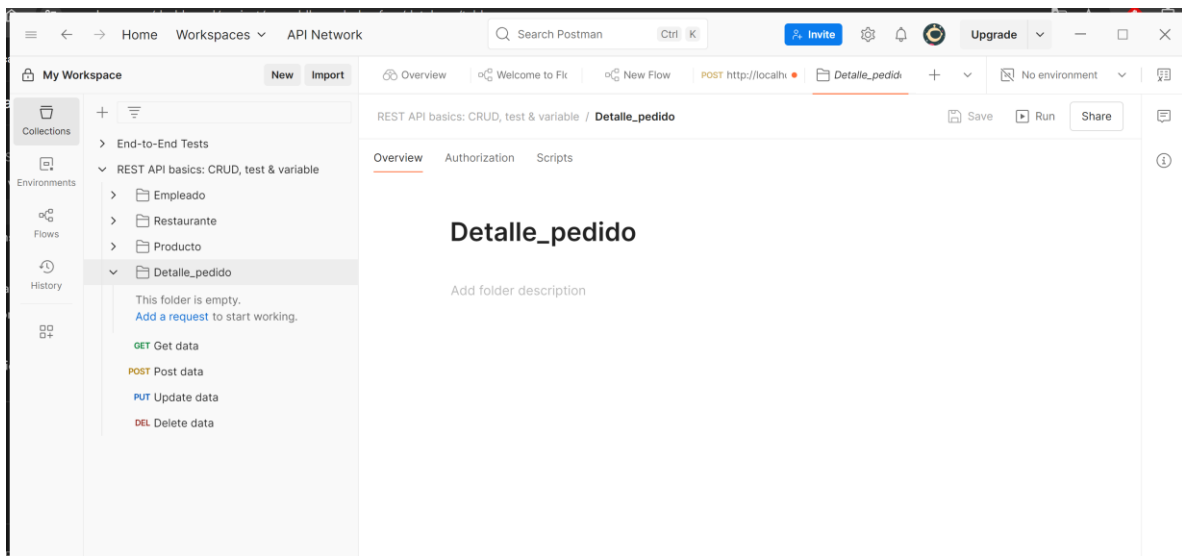 Home Workspaces API Network Search Postman Ctrl K Invite Upgrade
My Workspace New Import Overview Welcome to Flc New Flow POST http://localh Detalle_pedid No environment
Collections
Environments
Flows
History
End-to-End Tests
REST API basics: CRUD, test & variable
Empleado
Restaurante
Producto
Detalle_pedido
This folder is empty.
Add a request to start working.
GET Get data
POST Post data
PUT Update data
DEL Delete data
REST API basics: CRUD, test & variable / Detalle_pedido Save Run Share
Overview Authorization Scripts
Detalle_pedido
Add folder description